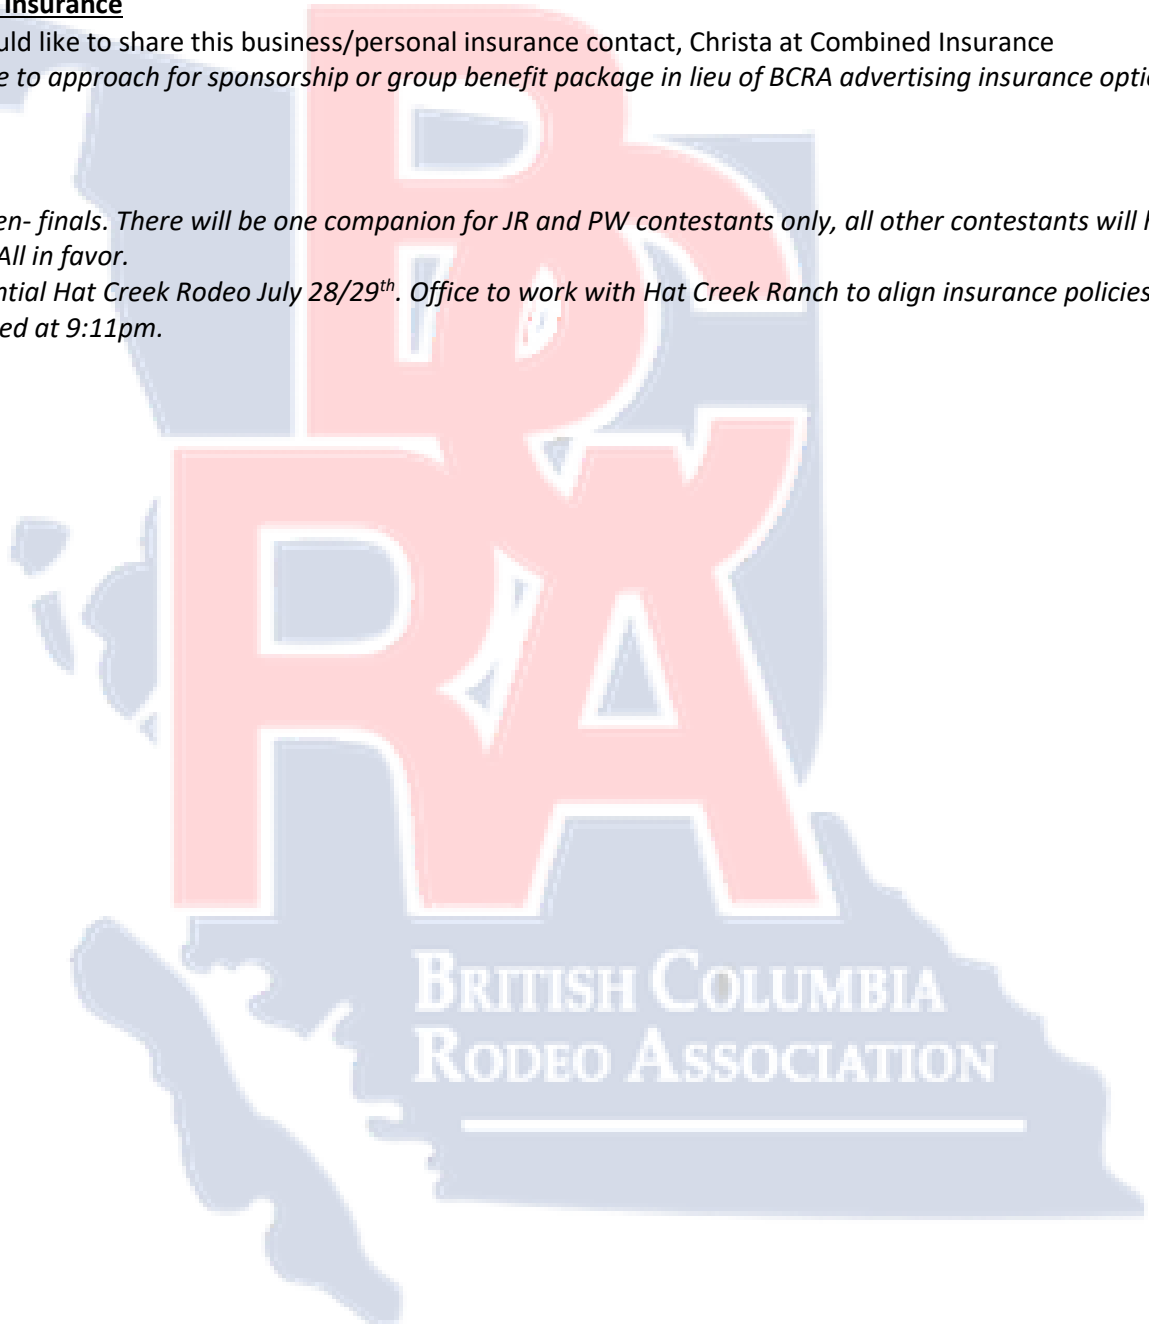 Insurance
uld like to share this business/personal insurance contact, Christa at Combined Insurance
e to approach for sponsorship or group benefit package in lieu of BCRA advertising insurance optio
en- finals. There will be one companion for JR and PW contestants only, all other contestants will h
All in favor.
ntial Hat Creek Rodeo July 28/29th. Office to work with Hat Creek Ranch to align insurance policies
ed at 9:11pm.
BC
RA
BRITISH COLUMBIA
RODEO ASSOCIATION